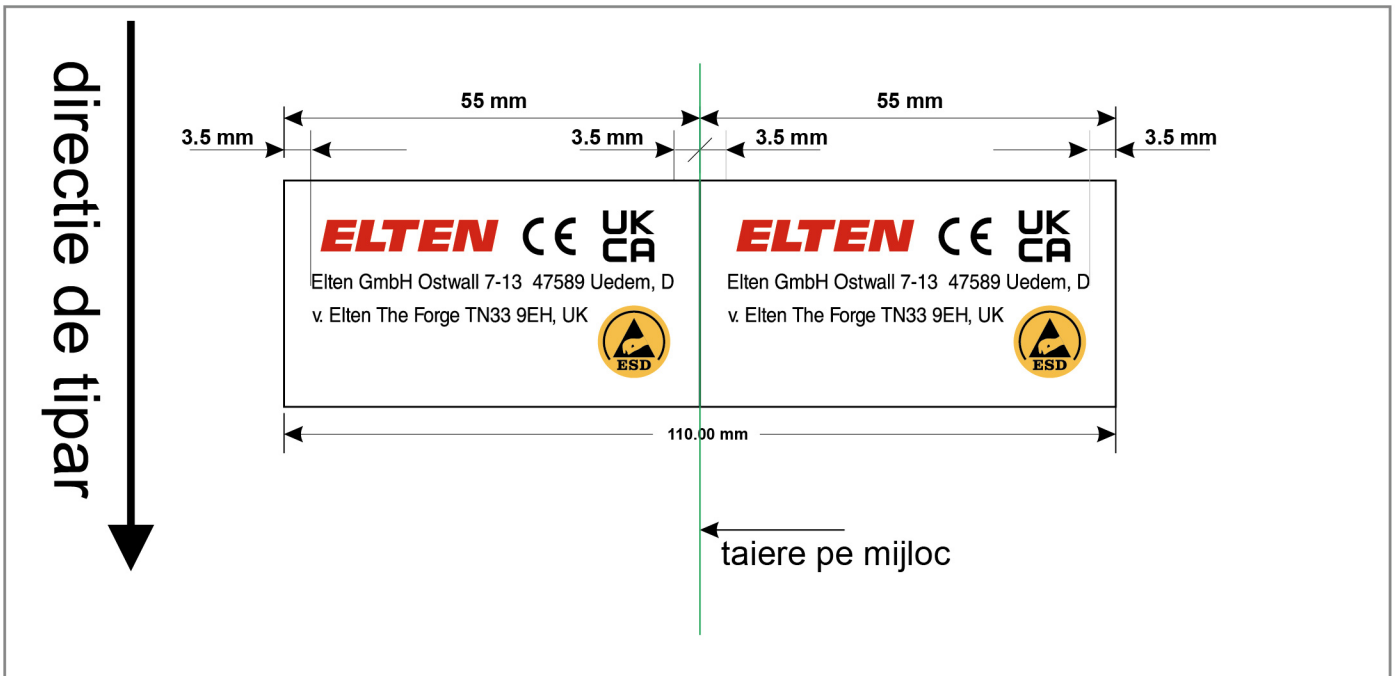 directie de tipar
55 mm
55 mm
3.5 mm
3.5 mm
3.5 mm
3.5 mm
ELTEN CE UK CA
Elten GmbH Ostwall 7-13 47589 Uedem, D
v. Elten The Forge TN33 9EH, UK
ESD
ELTEN CE UK CA
Elten GmbH Ostwall 7-13 47589 Uedem, D
v. Elten The Forge TN33 9EH, UK
ESD
110.00 mm
taiere pe mijloc